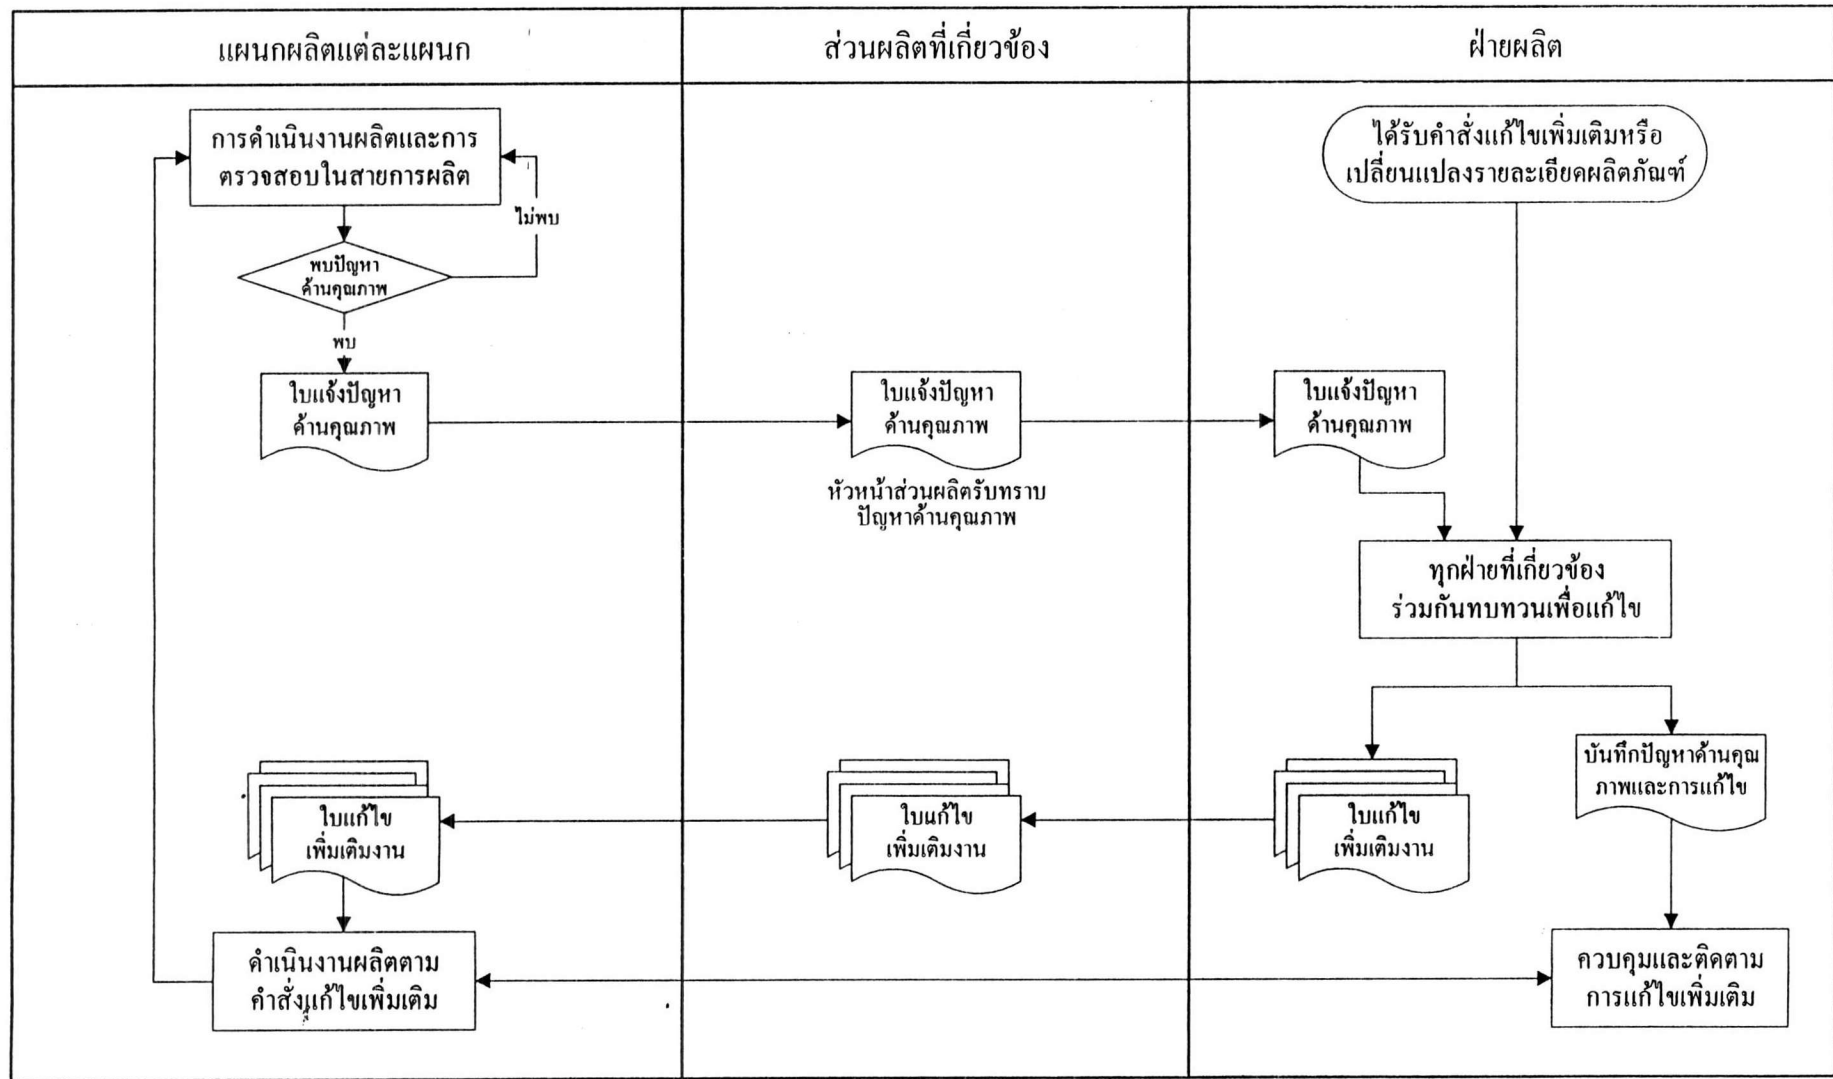 แผนกผลิตแต่ละแผนก
ส่วนผลิตที่เกี่ยวข้อง
ฝ่ายผลิต
การดำเนินงานผลิตและการ
ตรวจสอบในสายการผลิต
ไม่พบ
พบปัญหา
ด้านคุณภาพ
พบ
ใบแจ้งปัญหา
ด้านคุณภาพ
ใบแจ้งปัญหา
ด้านคุณภาพ
หัวหน้าส่วนผลิตรับทราบ
ปัญหาด้านคุณภาพ
ได้รับคำสั่งแก้ไขเพิ่มเติมหรือ
เปลี่ยนแปลงรายละเอียดผลิตภัณฑ์
ใบแจ้งปัญหา
ด้านคุณภาพ
ทุกฝ่ายที่เกี่ยวข้อง
ร่วมกันทบทวนเพื่อแก้ไข
บันทึกปัญหาด้านคุณ
ภาพและการแก้ไข
ใบแก้ไข
เพิ่มเติมงาน
ใบแก้ไข
เพิ่มเติมงาน
ใบแก้ไข
เพิ่มเติมงาน
ดำเนินงานผลิตตาม
คำสั่งแก้ไขเพิ่มเติม
ควบคุมและติดตาม
การแก้ไขเพิ่มเติม